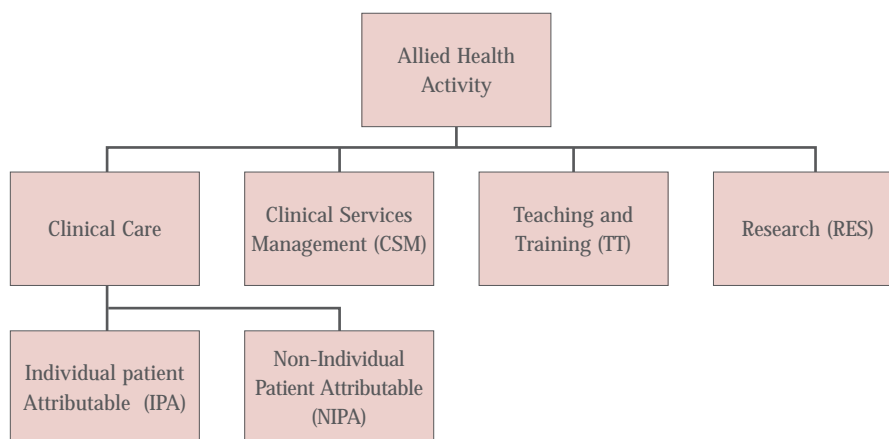 Allied Health
Activity
Clinical Care
Clinical Services
Management (CSM)
Teaching and
Training (TT)
Research (RES)
Individual patient
Attributable (IPA)
Non-Individual
Patient Attributable
(NIPA)